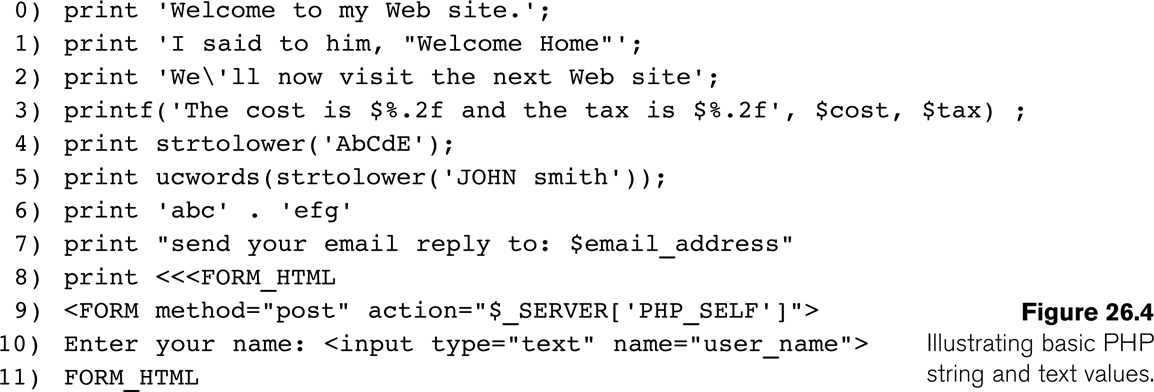 0) print 'Welcome to my Web site.';
1) print 'I said to him, "Welcome Home"';
2) print 'We\'ll now visit the next Web site';
3) printf('The cost is $%.2f and the tax is $%.2f', $cost, $tax) ;
4) print strtolower('AbCdE');
5) print ucwords(strtolower('JOHN smith'));
6) print 'abc' . 'efg'
7) print "send your email reply to: $email_address"
8) print <<<FORM_HTML
9) <FORM method="post" action="$_SERVER['PHP_SELF']">
10) Enter your name: <input type="text" name="user_name">
11) FORM_HTML
Figure 26.4
Illustrating basic PHP
string and text values.